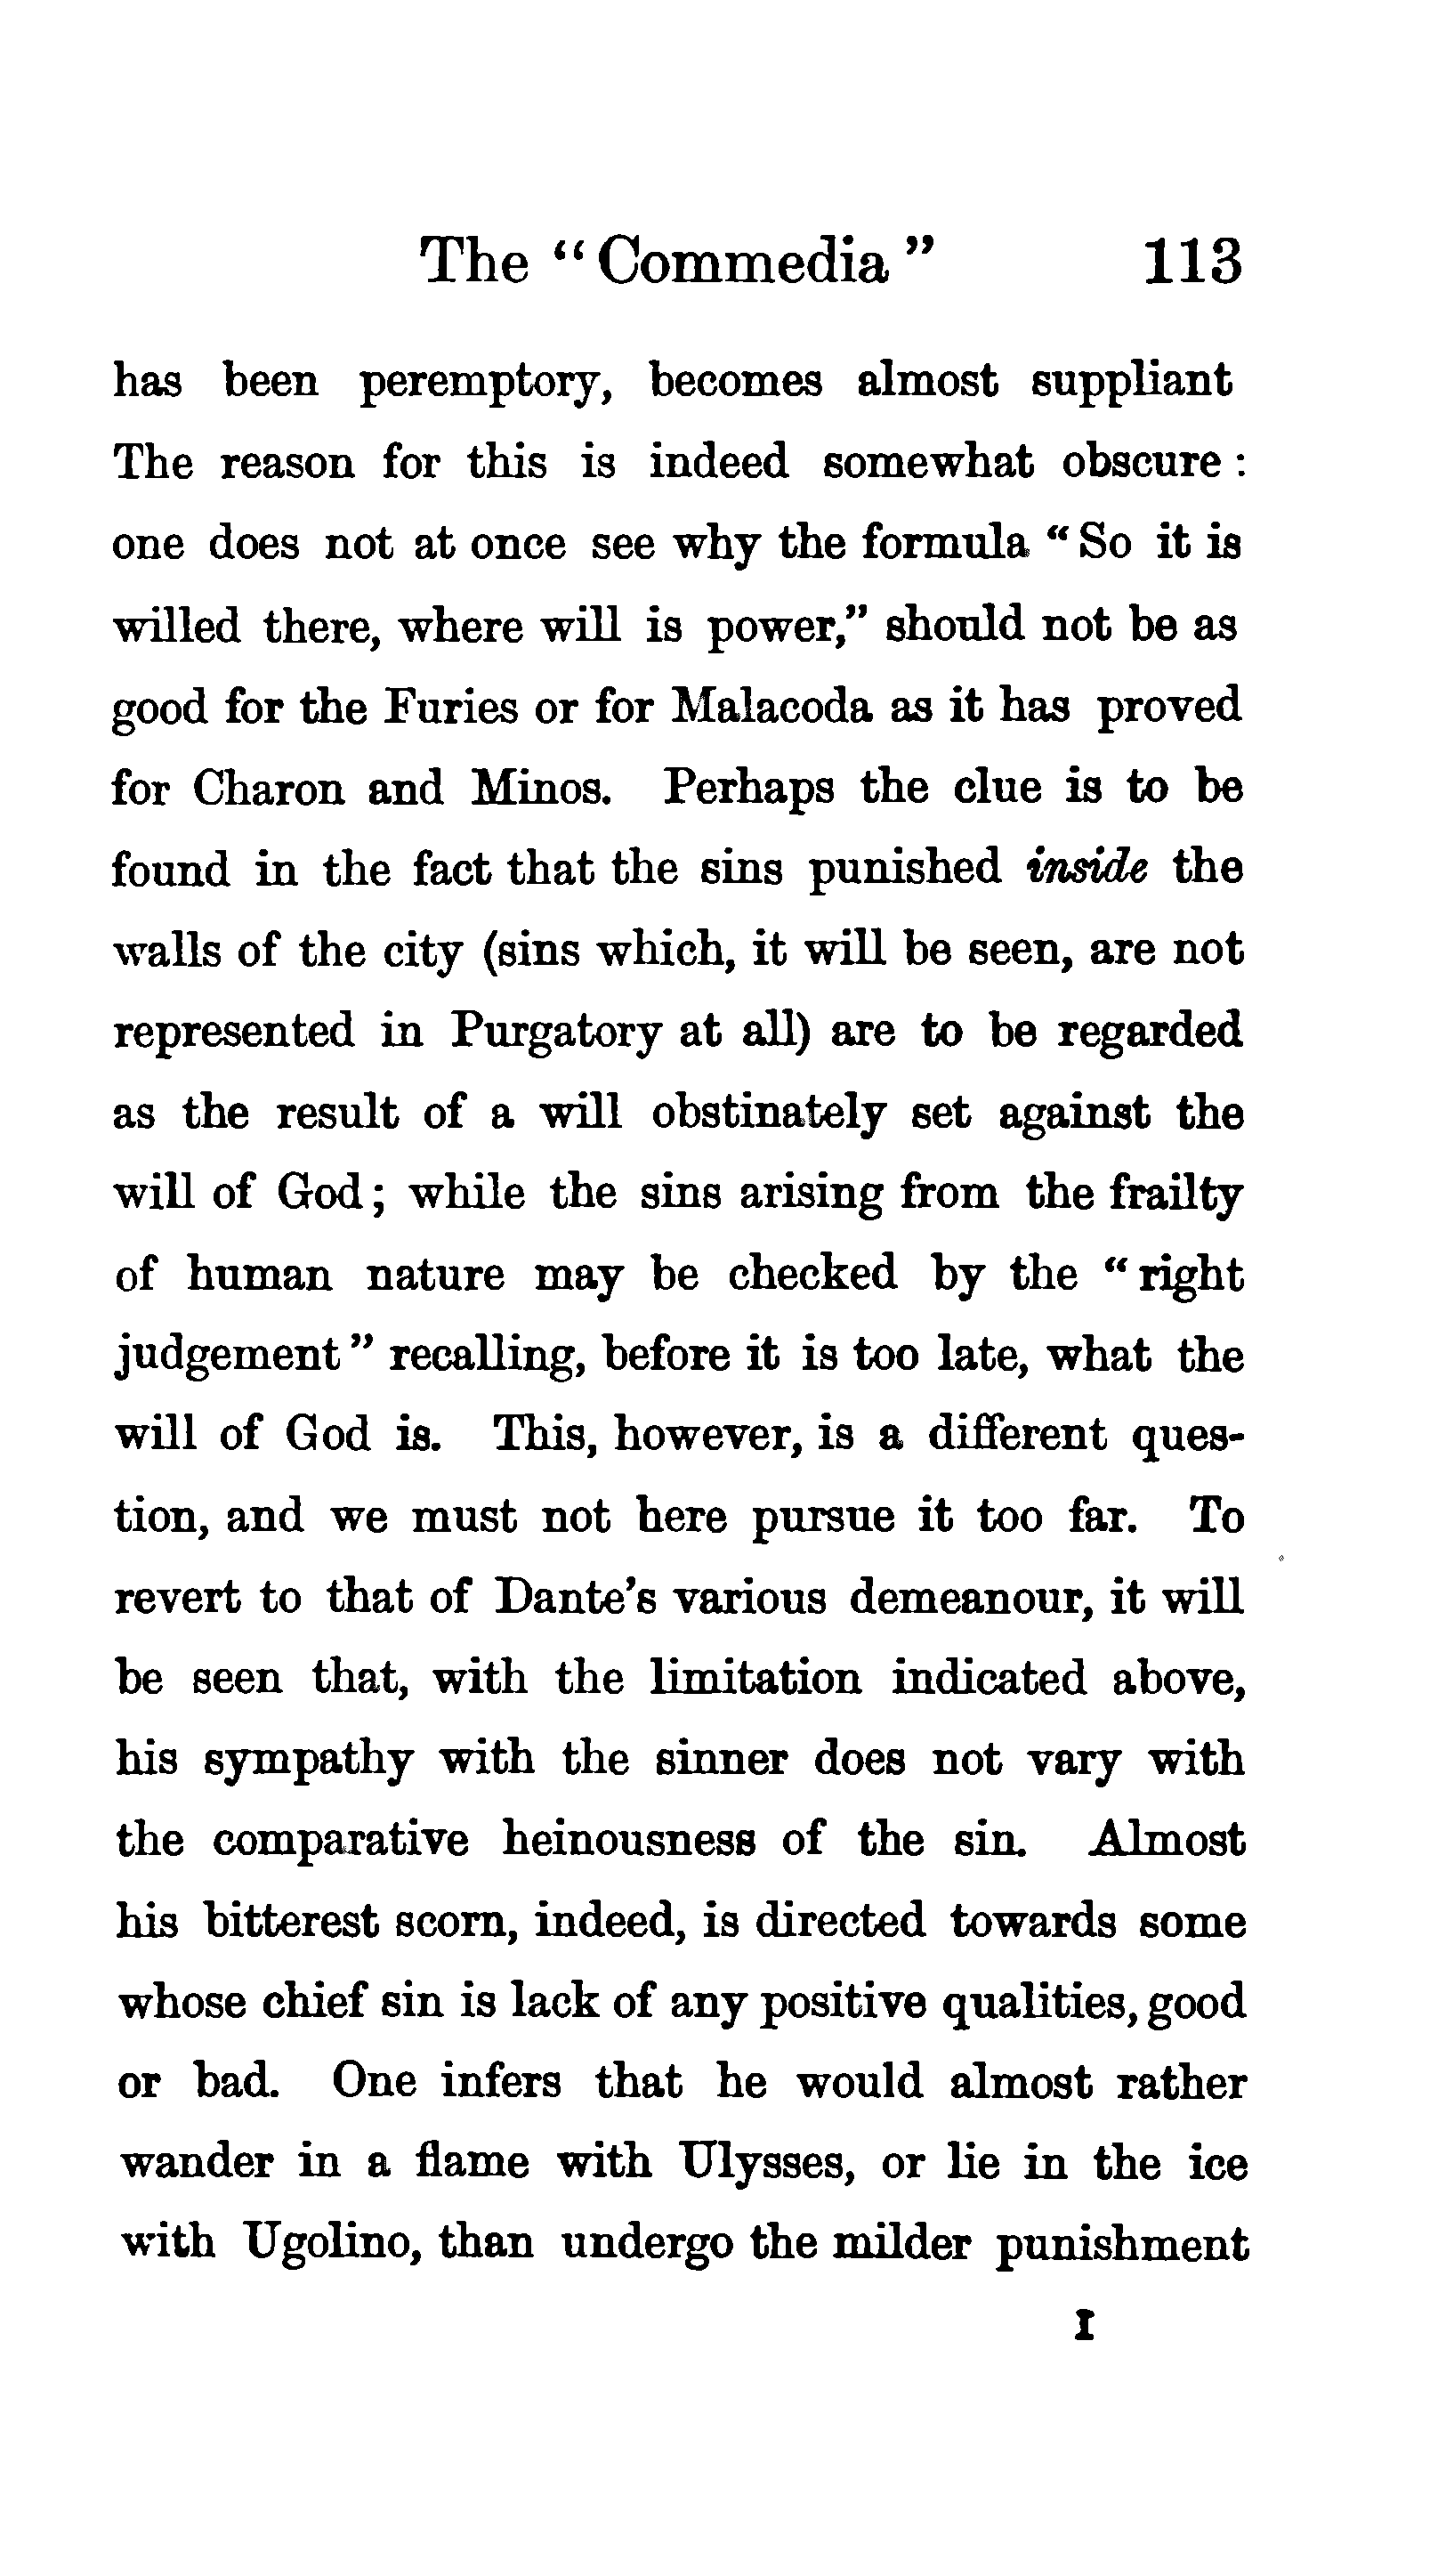 The “Commedia” 113
has been peremptory, becomes almost suppliant
The reason for this is indeed somewhat obscure :
one does not at once see why the formula “So it is
willed there, where will is power,” should not be as
good for the Furies or for Malacoda as it has proved
for Charon and Minos. Perhaps the clue is to be
found in the fact that the sins punished inside the
walls of the city (sins which, it will be seen, are not
represented in Purgatory at all) are to be regarded
as the result of a will obstinately set against the
will of God; while the sins arising from the frailty
of human nature may be checked by the “right
judgement” recalling, before it is too late, what the
will of God is. This, however, is a different ques-
tion, and we must not here pursue it too far. To
revert to that of Dante’s various demeanour, it will
be seen that, with the limitation indicated above,
his sympathy with the sinner does not vary with
the comparative heinousness of the sin. Almost
his bitterest scorn, indeed, is directed towards some
whose chief sin is lack of any positive qualities, good
or bad. One infers that he would almost rather
wander in a flame with Ulysses, or lie in the ice
with Ugolino, than undergo the milder punishment
I